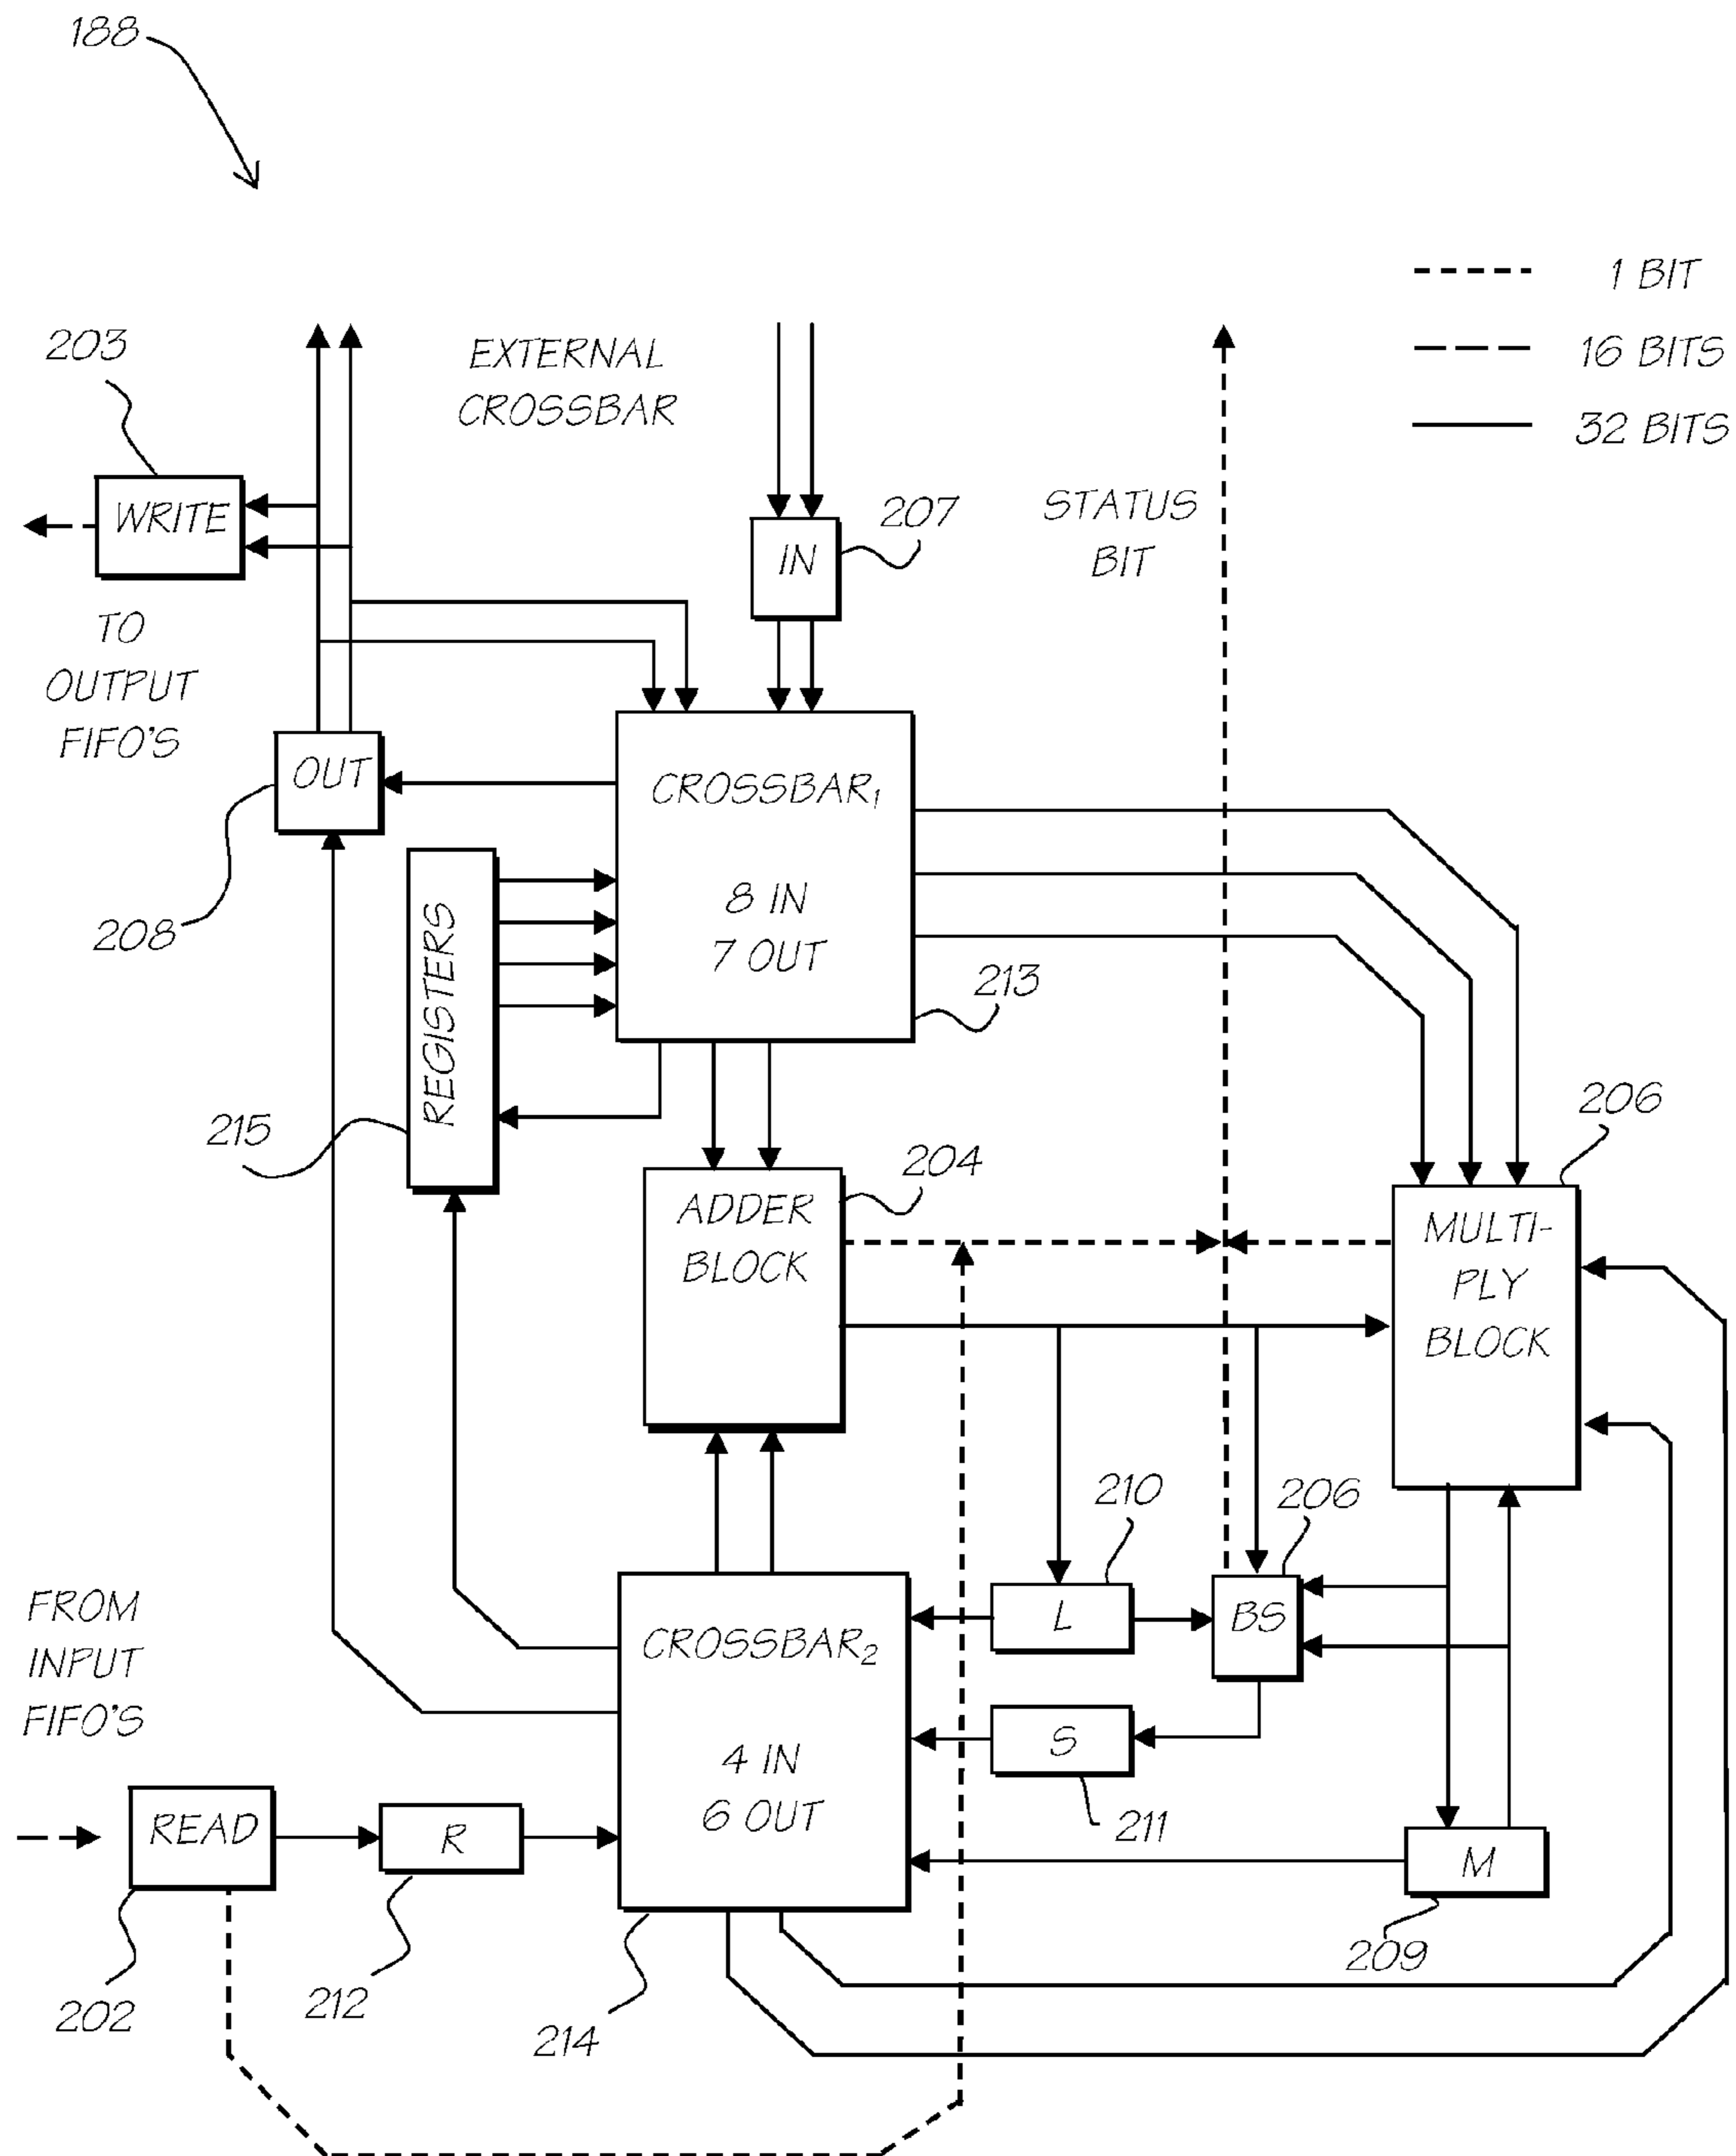 188
1 BIT
16 BITS
32 BITS
203
EXTERNAL
CROSSBAR
WRITE
207
IN
STATUS
BIT
TO
OUTPUT
FIFO'S
OUT
208
CROSSBAR₁
8 IN
7 OUT
213
REGISTERS
215
206
204
ADDER
BLOCK
MULTI-
PLY
BLOCK
210
206
L
BS
FROM
INPUT
FIFO'S
CROSSBAR₂
4 IN
6 OUT
S
211
READ
R
M
209
202
212
214